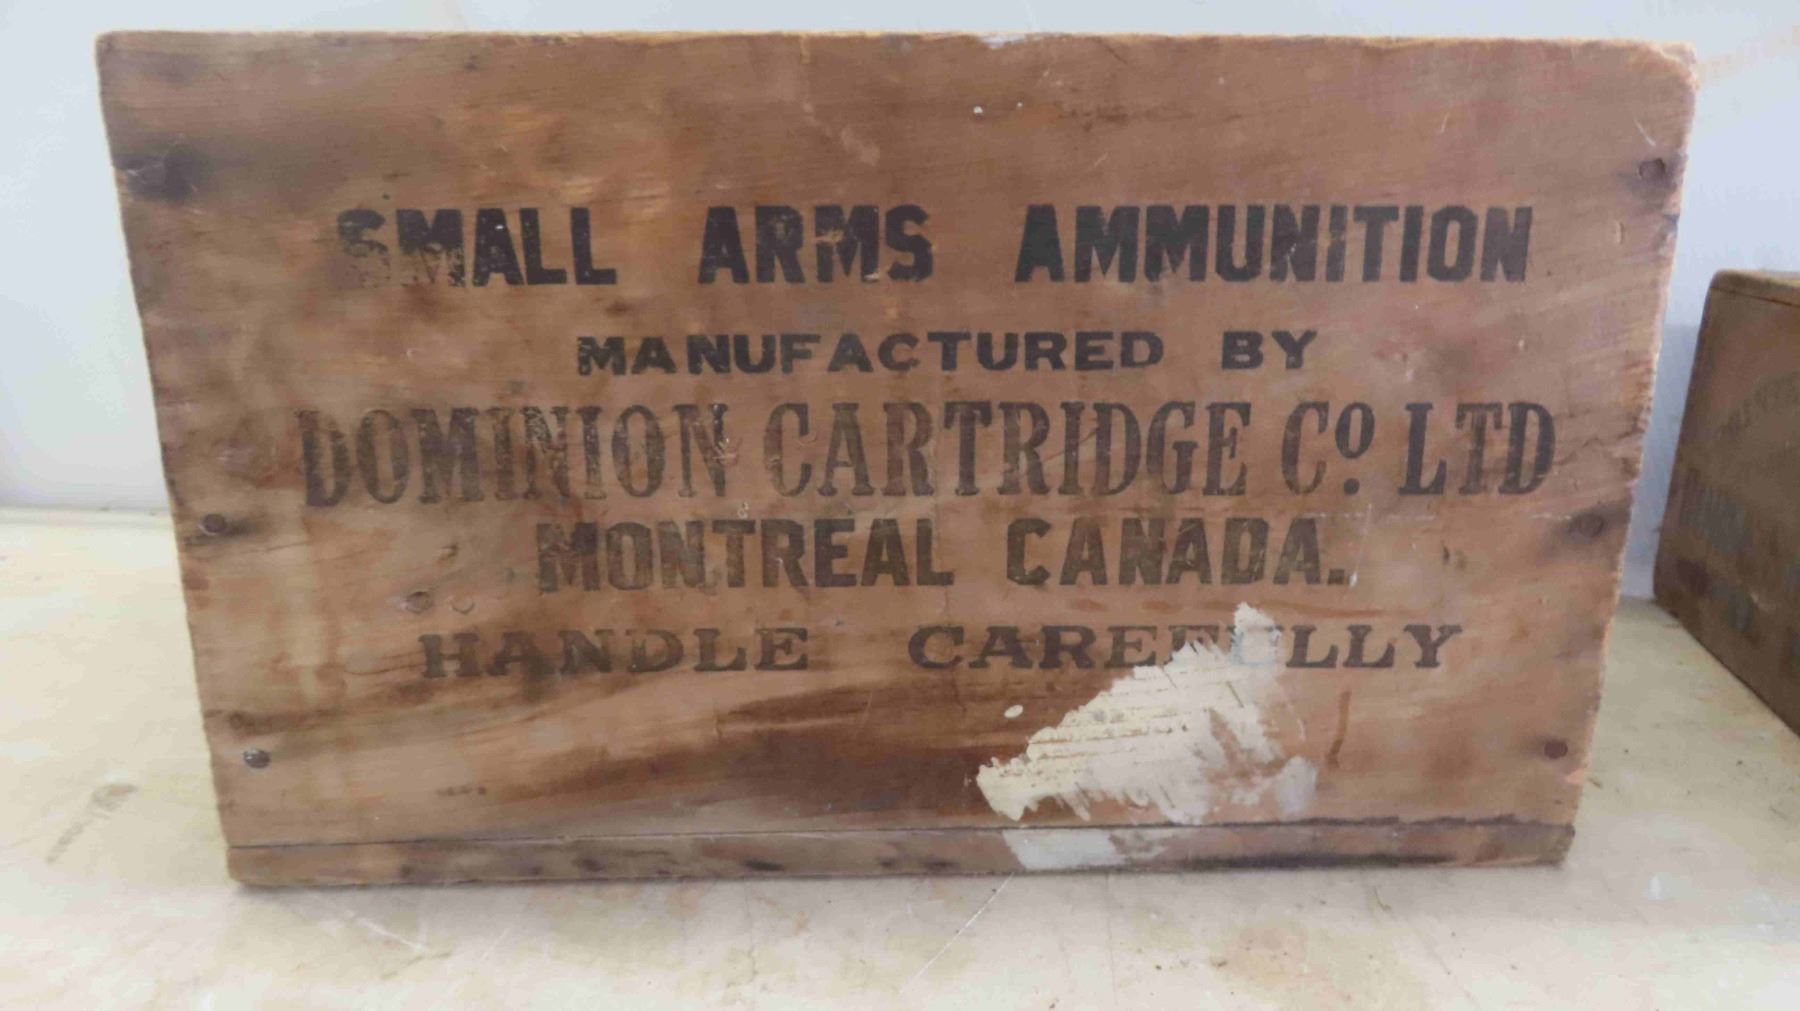 SMALL ARMS AMMUNITION
MANUFACTURED BY
DOMINION CARTRIDGE Co. LTD
MONTREAL CANADA.
HANDLE CAREFULLY